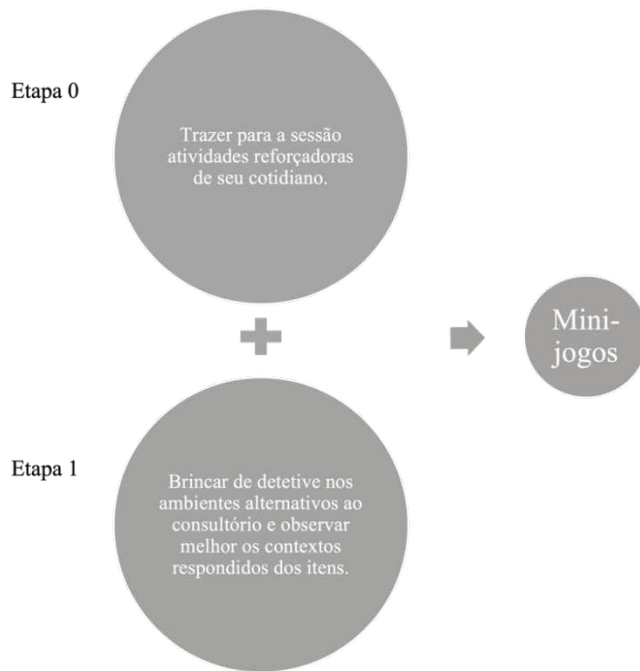 Etapa 0
Trazer para a sessão
atividades reforçadoras
de seu cotidiano.
Mini-
jogos
Etapa 1
Brincar de detetive nos
ambientes alternativos ao
consultório e observar
melhor os contextos
respondidos dos itens.